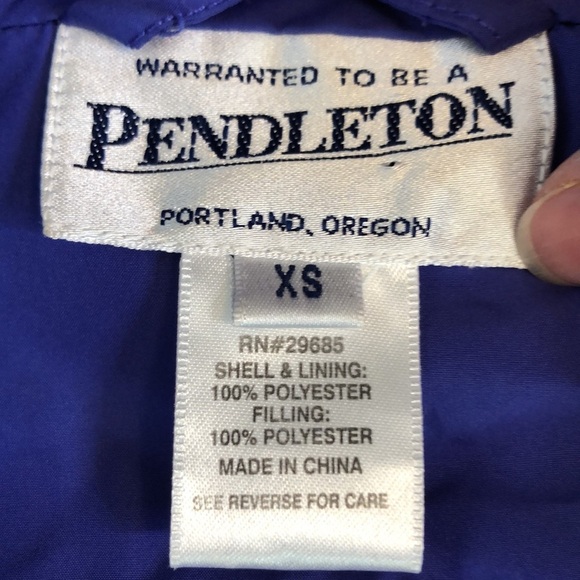 WARRANTED TO BE A
PENDLETON
PORTLAND, OREGON
XS
RN#29685
SHELL & LINING:
100% POLYESTER
FILLING:
100% POLYESTER
MADE IN CHINA
SEE REVERSE FOR CARE